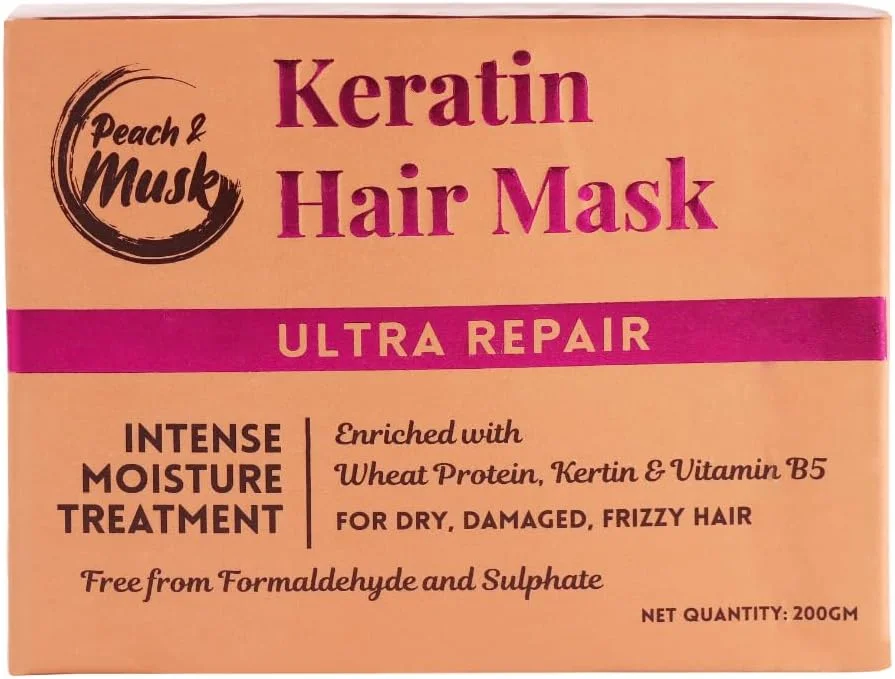 Peach &
Musk
Keratin
Hair Mask
ULTRA REPAIR
INTENSE
MOISTURE
TREATMENT
Enriched with
Wheat Protein, Kertin & Vitamin B5
FOR DRY, DAMAGED, FRIZZY HAIR
Free from Formaldehyde and Sulphate
NET QUANTITY: 200GM